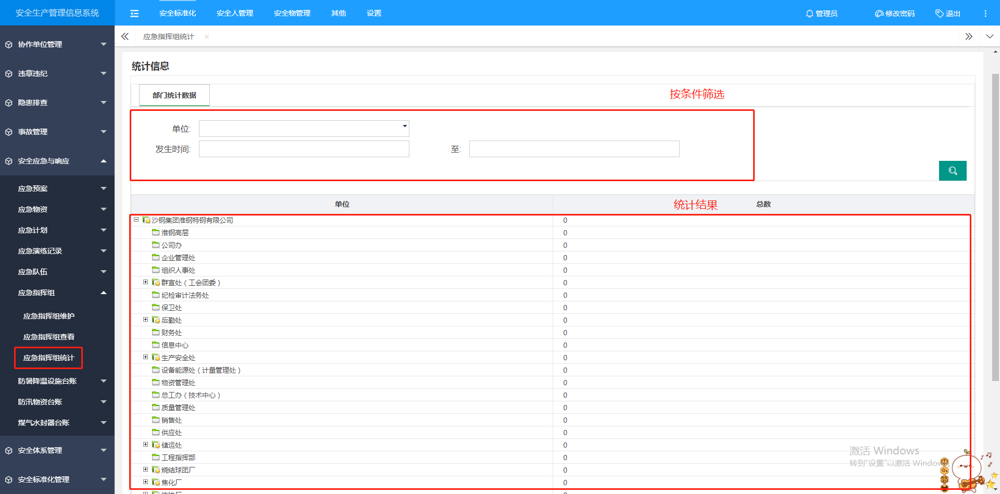 安全生产管理信息系统
安全标准化
安全人管理
安全物管理
其他
设置
管理员
修改密码
退出
应急指挥组统计
协作单位管理
违章违纪
隐患排查
事故管理
安全应急与响应
应急预案
应急物资
应急计划
应急演练记录
应急队伍
应急指挥组
应急指挥组维护
应急指挥组查看
应急指挥组统计
防暑降温设施台账
防汛物资台账
煤气水封器台账
安全体系管理
安全标准化管理
统计信息
部门统计数据
按条件筛选
单位:
发生时间:
至:
单位
统计结果
总数
沙钢集团淮钢特钢有限公司 0
淮钢高层 0
公司办 0
企业管理处 0
组织人事处 0
群宣处（工会团委） 0
纪检审计法务处 0
保卫处 0
后勤处 0
财务处 0
信息中心 0
生产安全处 0
设备能源处（计量管理处） 0
物资管理处 0
总工办（技术中心） 0
质量管理处 0
销售处 0
供应处 0
储运处 0
工程指挥部 0
烧结球团厂 0
焦化厂 0
激活 Windows
转到"设置"以激活 Windows
中
简